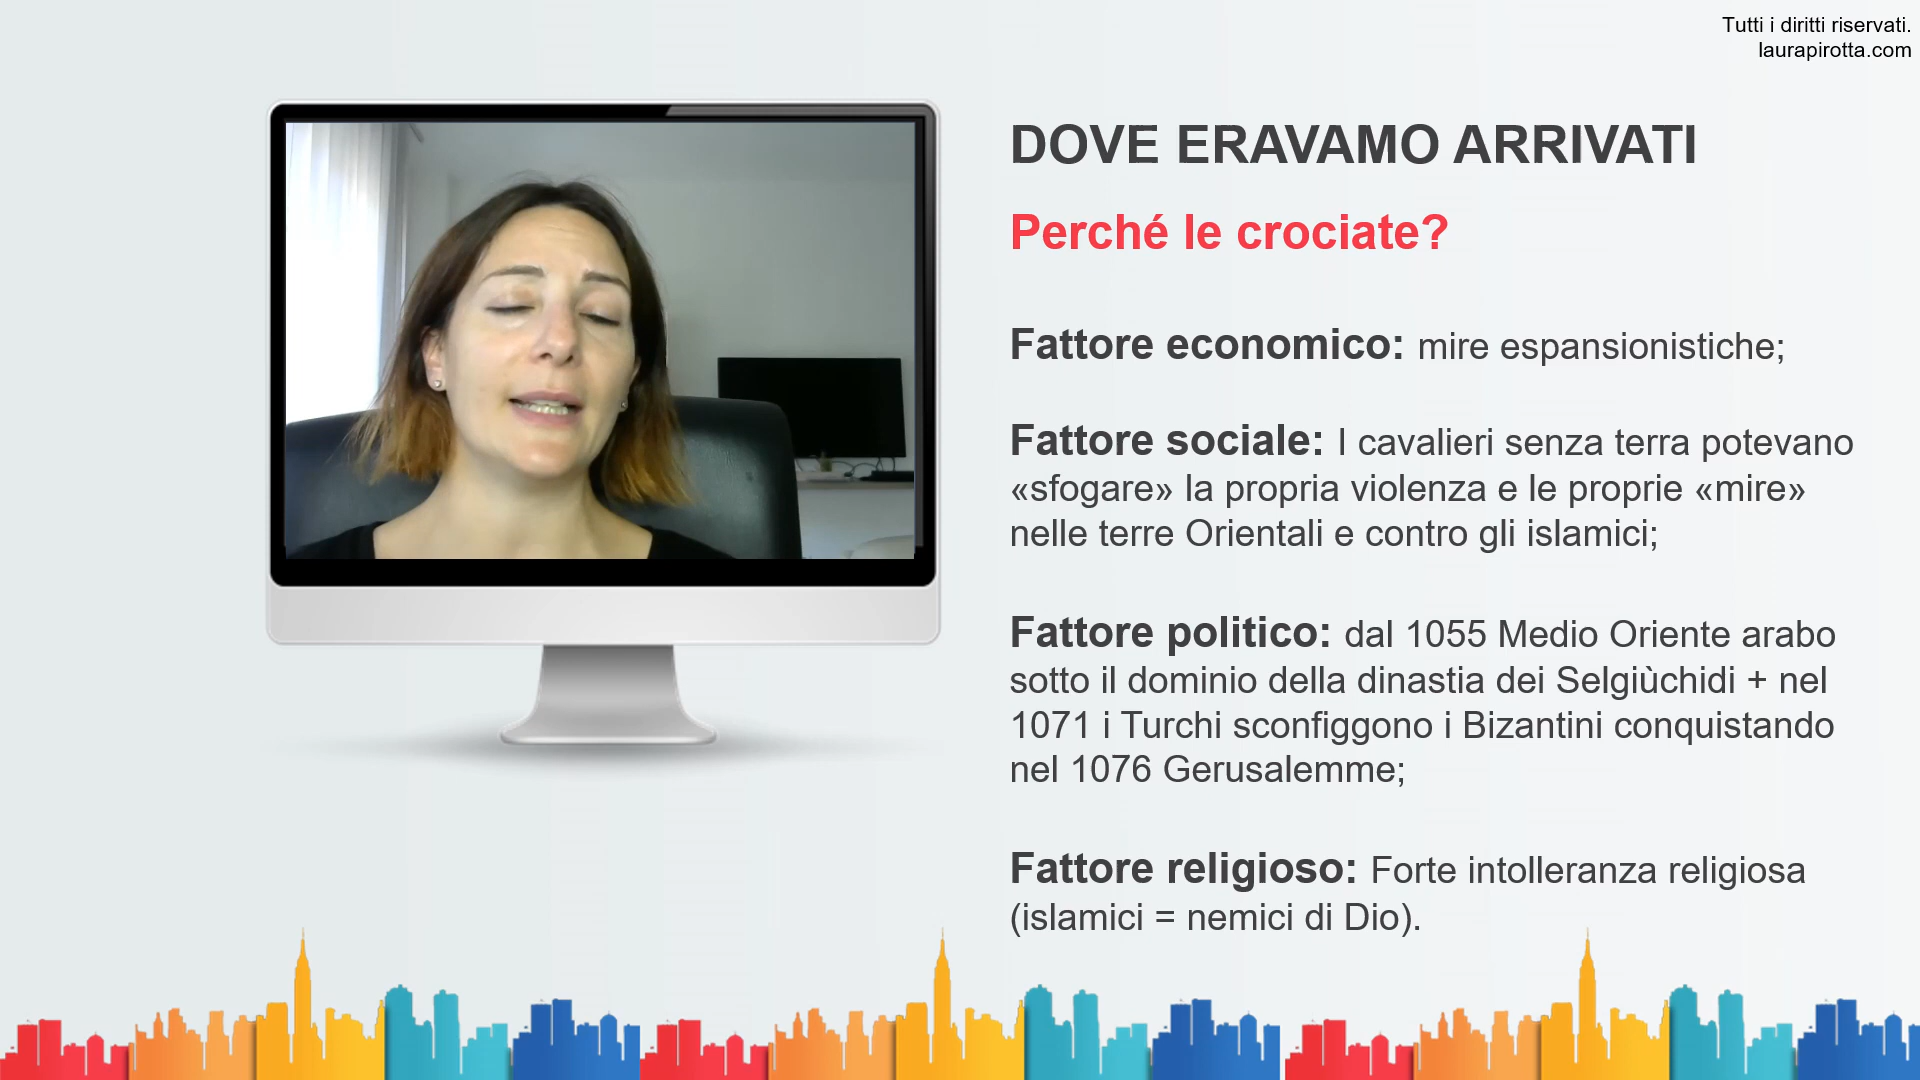 Tutti i diritti riservati.
laurapirotta.com
DOVE ERAVAMO ARRIVATI
Perché le crociate?
Fattore economico: mire espansionistiche;
Fattore sociale: I cavalieri senza terra potevano
«sfogare» la propria violenza e le proprie «mire»
nelle terre Orientali e contro gli islamici;
Fattore politico: dal 1055 Medio Oriente arabo
sotto il dominio della dinastia dei Selgiùchidi + nel
1071 i Turchi sconfiggono i Bizantini conquistando
nel 1076 Gerusalemme;
Fattore religioso: Forte intolleranza religiosa
(islamici = nemici di Dio).